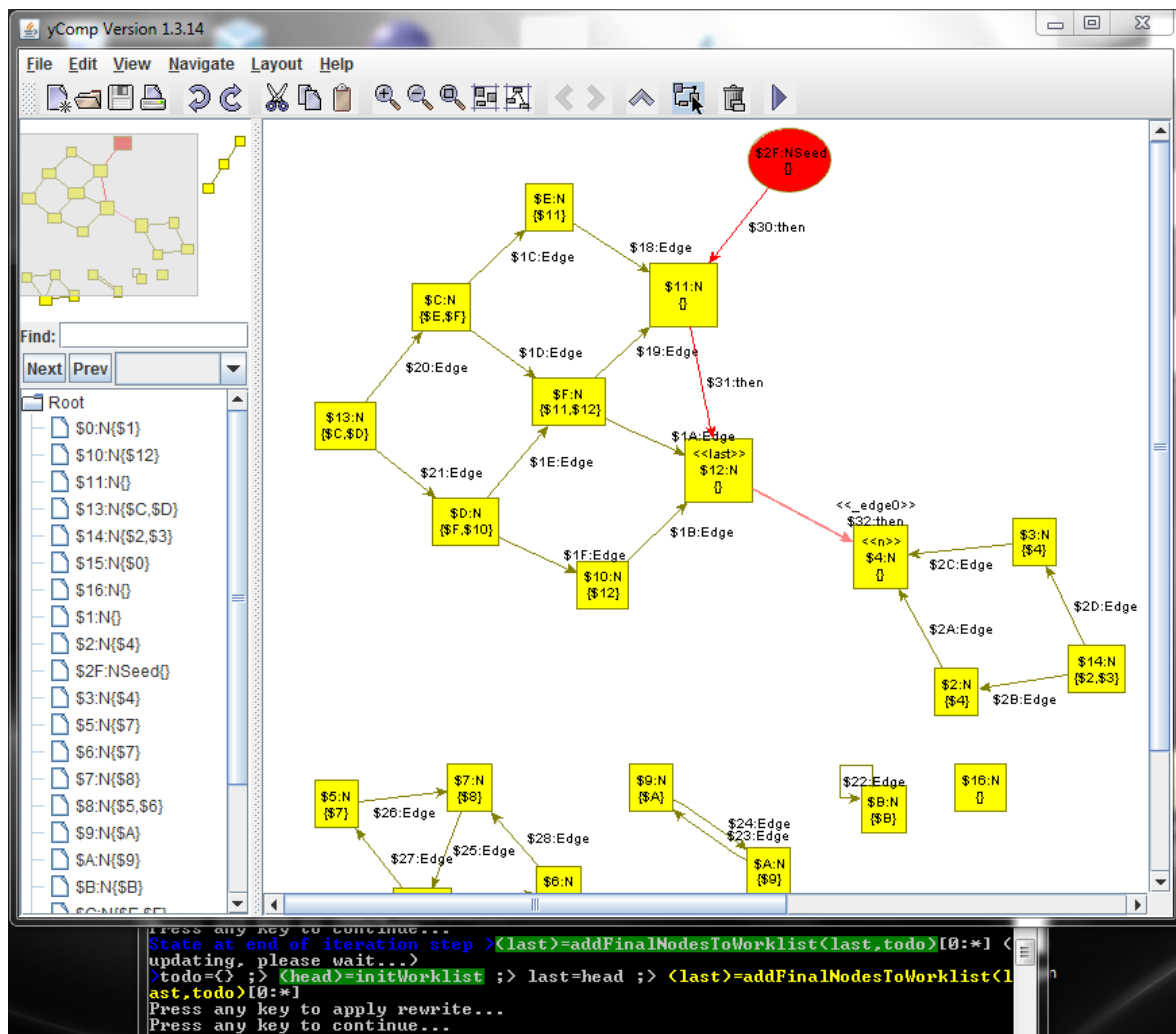 yComp Version 1.3.14
File Edit View Navigate Layout Help
Find:
Next Prev
Root
$0:N{$1}
$10:N{$12}
$11:N{}
$13:N{$C,$D}
$14:N{$2,$3}
$15:N{$0}
$16:N{}
$1:N{}
$2:N{$4}
$2F:NSeed{}
$3:N{$4}
$5:N{$7}
$6:N{$7}
$7:N{$8}
$8:N{$5,$6}
$9:N{$A}
$A:N{$9}
$B:N{$B}
$C:N{$E,$F}
$2F:NSeed
{}
$30:then
$E:N
{$11}
$18:Edge
$1C:Edge
$11:N
{}
$C:N
{$E,$F}
$1D:Edge
$19:Edge
$20:Edge
$31:then
$F:N
{$11,$12}
$13:N
{$C,$D}
$1A:Edge
<<last>>
$12:N
{}
$1E:Edge
$21:Edge
$D:N
{$F,$10}
<<_edge0>>
$32:then
$1B:Edge
<<n>>
$4:N
{}
$3:N
{$4}
$1F:Edge
$2C:Edge
$10:N
{$12}
$2D:Edge
$2A:Edge
$14:N
{$2,$3}
$2:N
{$4}
$2B:Edge
$5:N
{$7}
$7:N
{$8}
$26:Edge
$28:Edge
$25:Edge
$27:Edge
$6:N
$9:N
{$A}
$24:Edge
$23:Edge
$A:N
{$9}
$22:Edge
$B:N
{$B}
$16:N
{}
Press any key to continue...
State at end of iteration step >(last)=addFinalNodesToWorklist(last,todo)[0:*] (
updating, please wait...)
>todo={} ;> (head)=initWorklist ;> last=head ;> (last)=addFinalNodesToWorklist(l
ast,todo)[0:*]
Press any key to apply rewrite...
Press any key to continue...